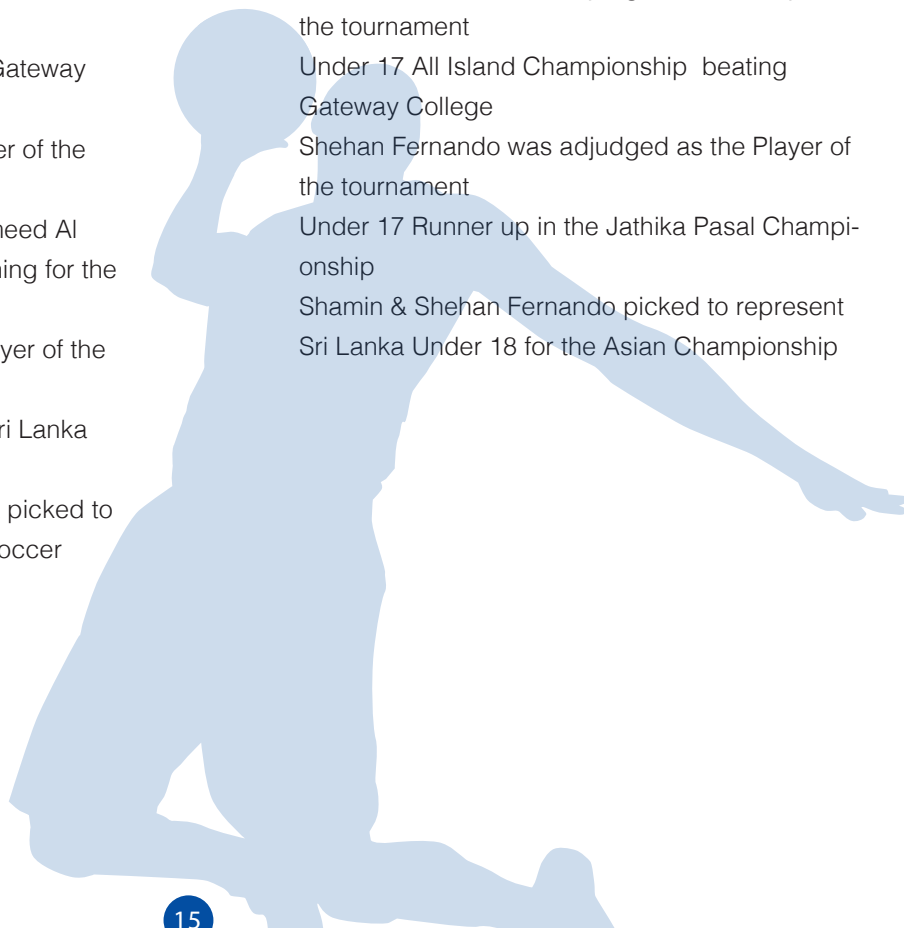 Gateway
er of the
need Al
ning for the
yer of the
ri Lanka
picked to
occer
the tournament
Under 17 All Island Championship beating
Gateway College
Shehan Fernando was adjudged as the Player of
the tournament
Under 17 Runner up in the Jathika Pasal Champi-
onship
Shamin & Shehan Fernando picked to represent
Sri Lanka Under 18 for the Asian Championship
15